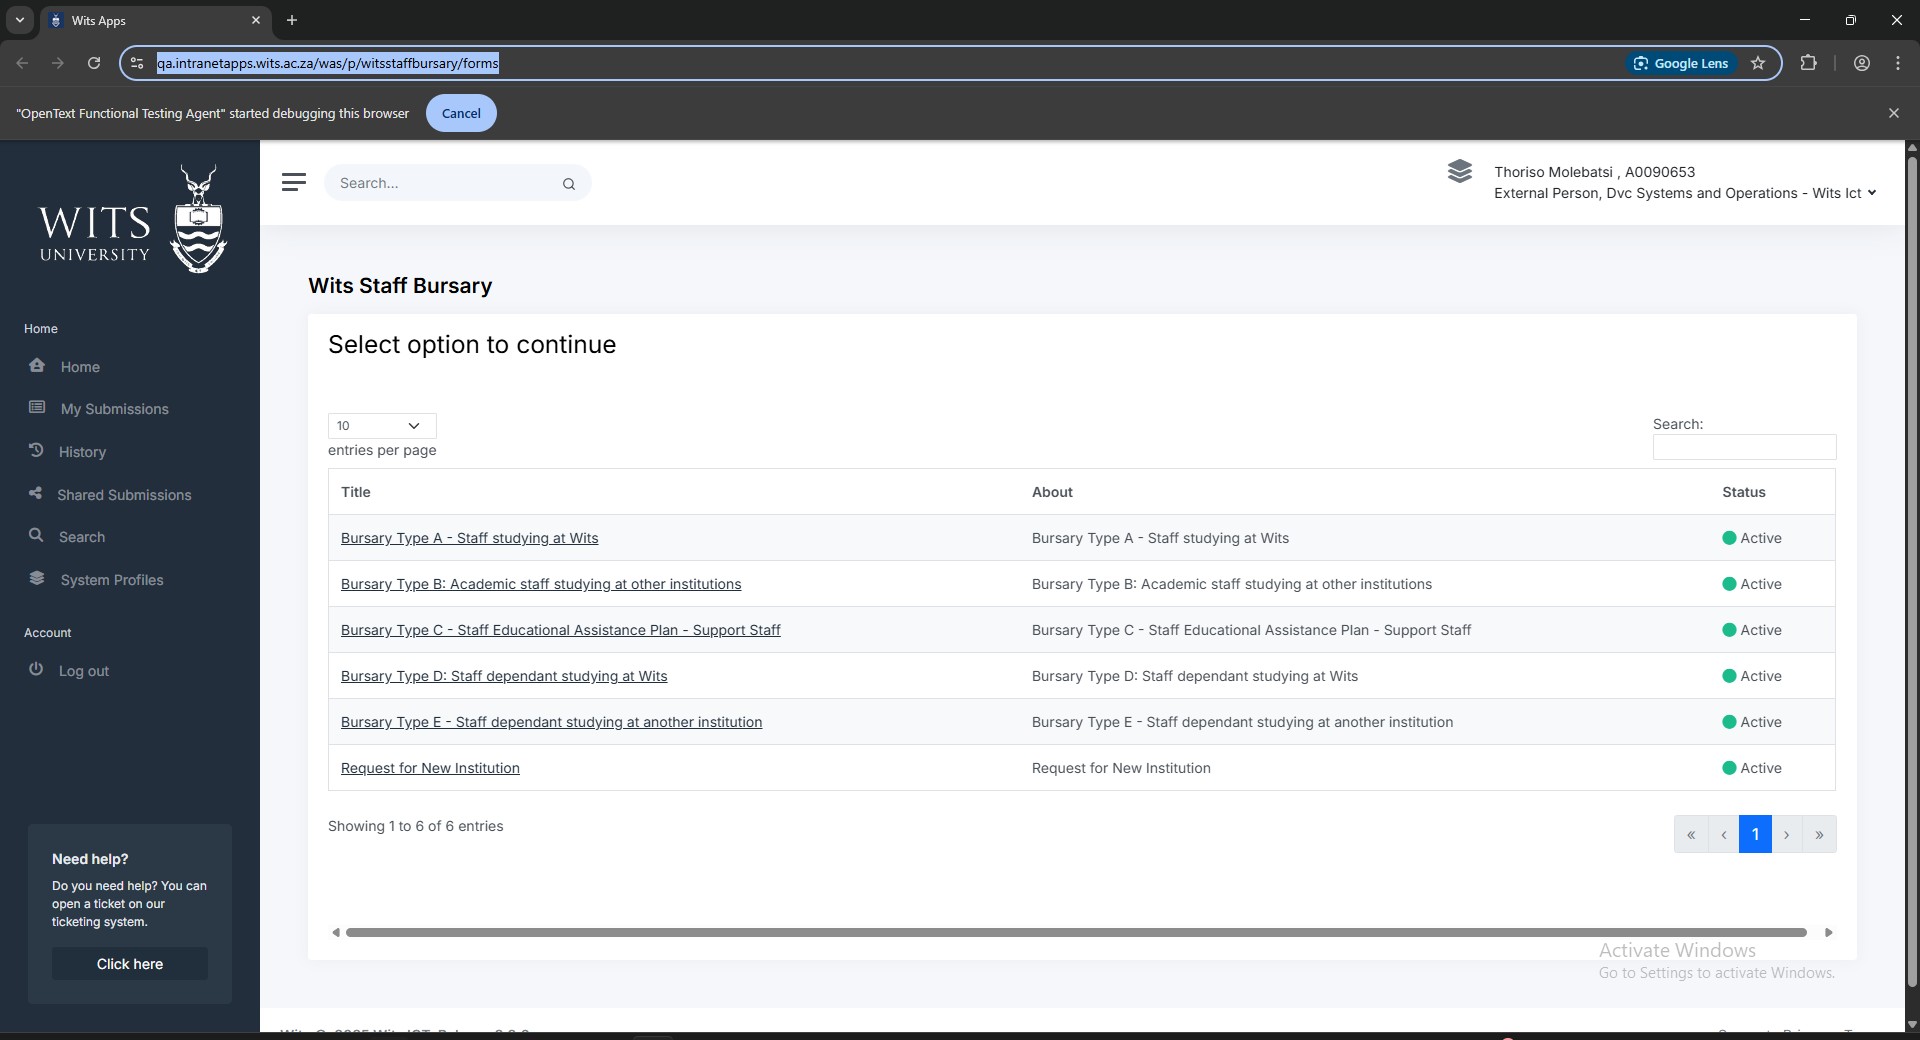 Wits Apps
qa.intranetapps.wits.ac.za/was/p/witsstaffbursary/forms
Google Lens
"OpenText Functional Testing Agent" started debugging this browser
Cancel
WITS
UNIVERSITY
Search...
Thoriso Molebatsi , A0090653
External Person, Dvc Systems and Operations - Wits Ict
Home
Home
My Submissions
History
Shared Submissions
Search
System Profiles
Account
Log out
Need help?
Do you need help? You can
open a ticket on our
ticketing system.
Click here
Wits Staff Bursary
Select option to continue
10
entries per page
Search:
Title About Status
Bursary Type A - Staff studying at Wits Bursary Type A - Staff studying at Wits Active
Bursary Type B: Academic staff studying at other institutions Bursary Type B: Academic staff studying at other institutions Active
Bursary Type C - Staff Educational Assistance Plan - Support Staff Bursary Type C - Staff Educational Assistance Plan - Support Staff Active
Bursary Type D: Staff dependant studying at Wits Bursary Type D: Staff dependant studying at Wits Active
Bursary Type E - Staff dependant studying at another institution Bursary Type E - Staff dependant studying at another institution Active
Request for New Institution Request for New Institution Active
Showing 1 to 6 of 6 entries
« ‹ 1 › »
Activate Windows
Go to Settings to activate Windows.